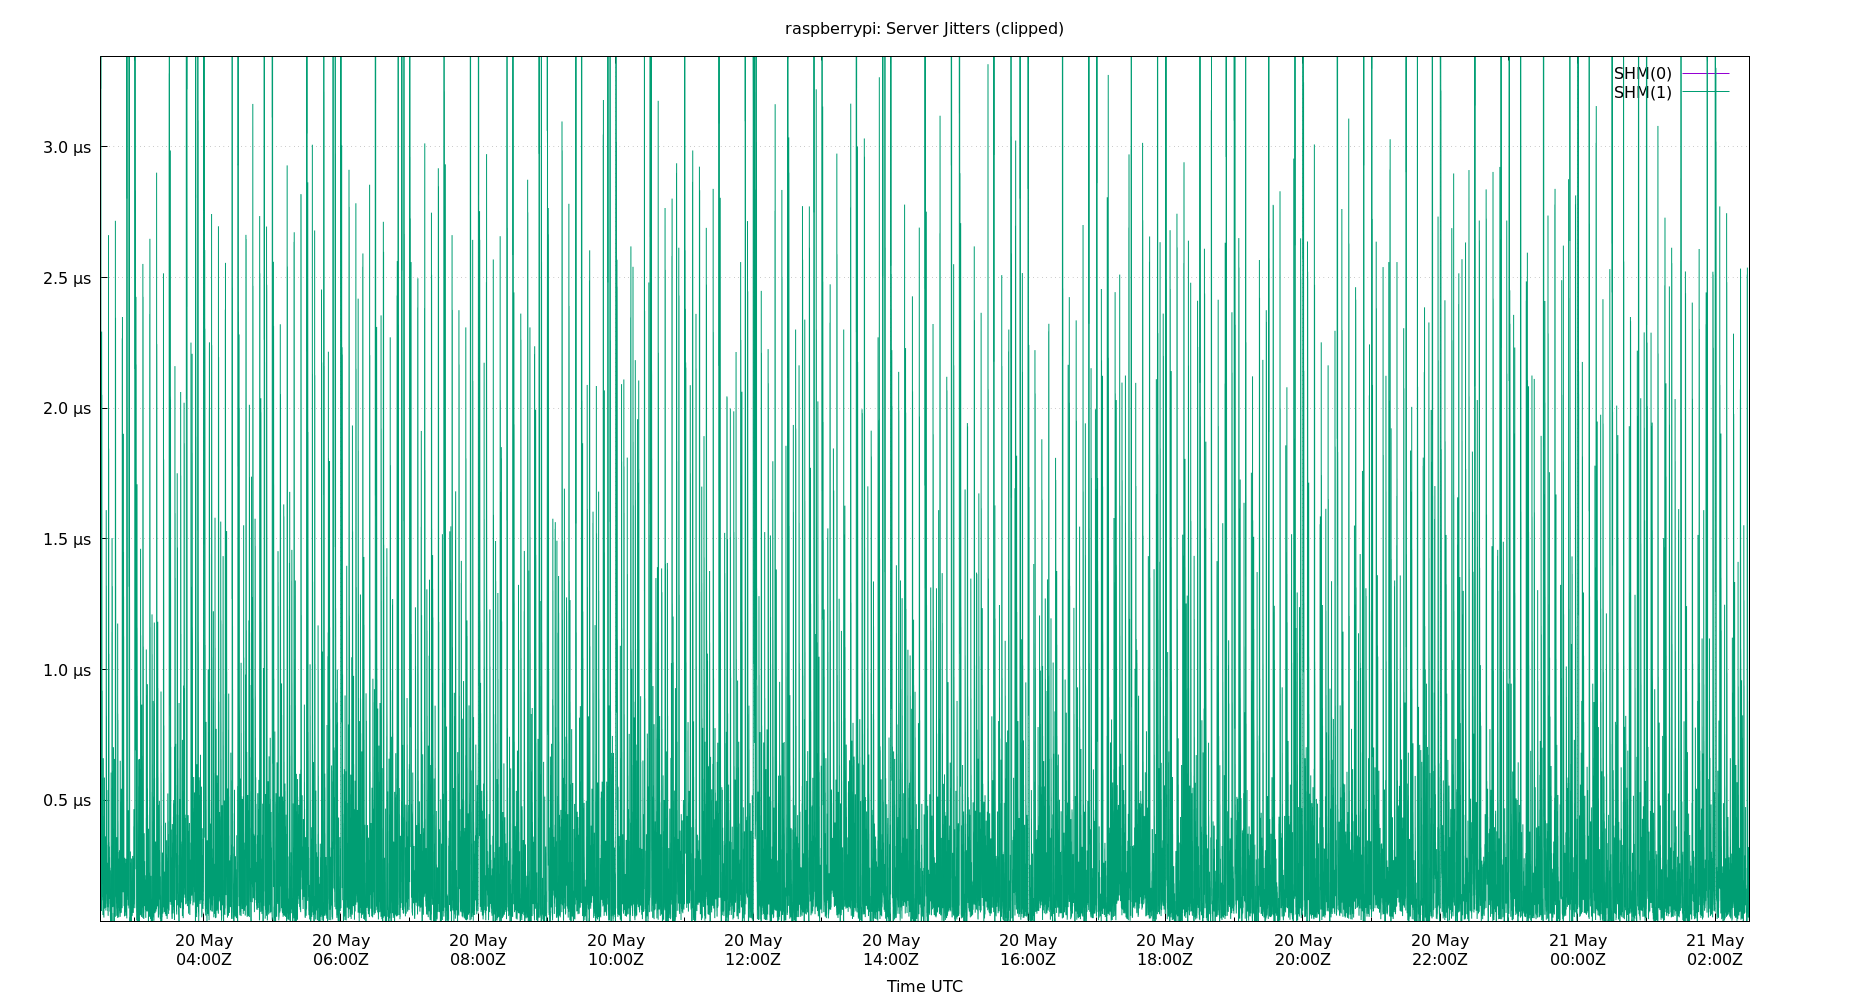 raspberrypi: Server Jitters (clipped)
SHM(0)
SHM(1)
3.0 µs
2.5 µs
2.0 µs
1.5 µs
1.0 µs
0.5 µs
20 May 20 May 20 May 20 May 20 May 20 May 20 May 20 May 20 May 20 May 21 May 21 May
04:00Z 06:00Z 08:00Z 10:00Z 12:00Z 14:00Z 16:00Z 18:00Z 20:00Z 22:00Z 00:00Z 02:00Z
Time UTC